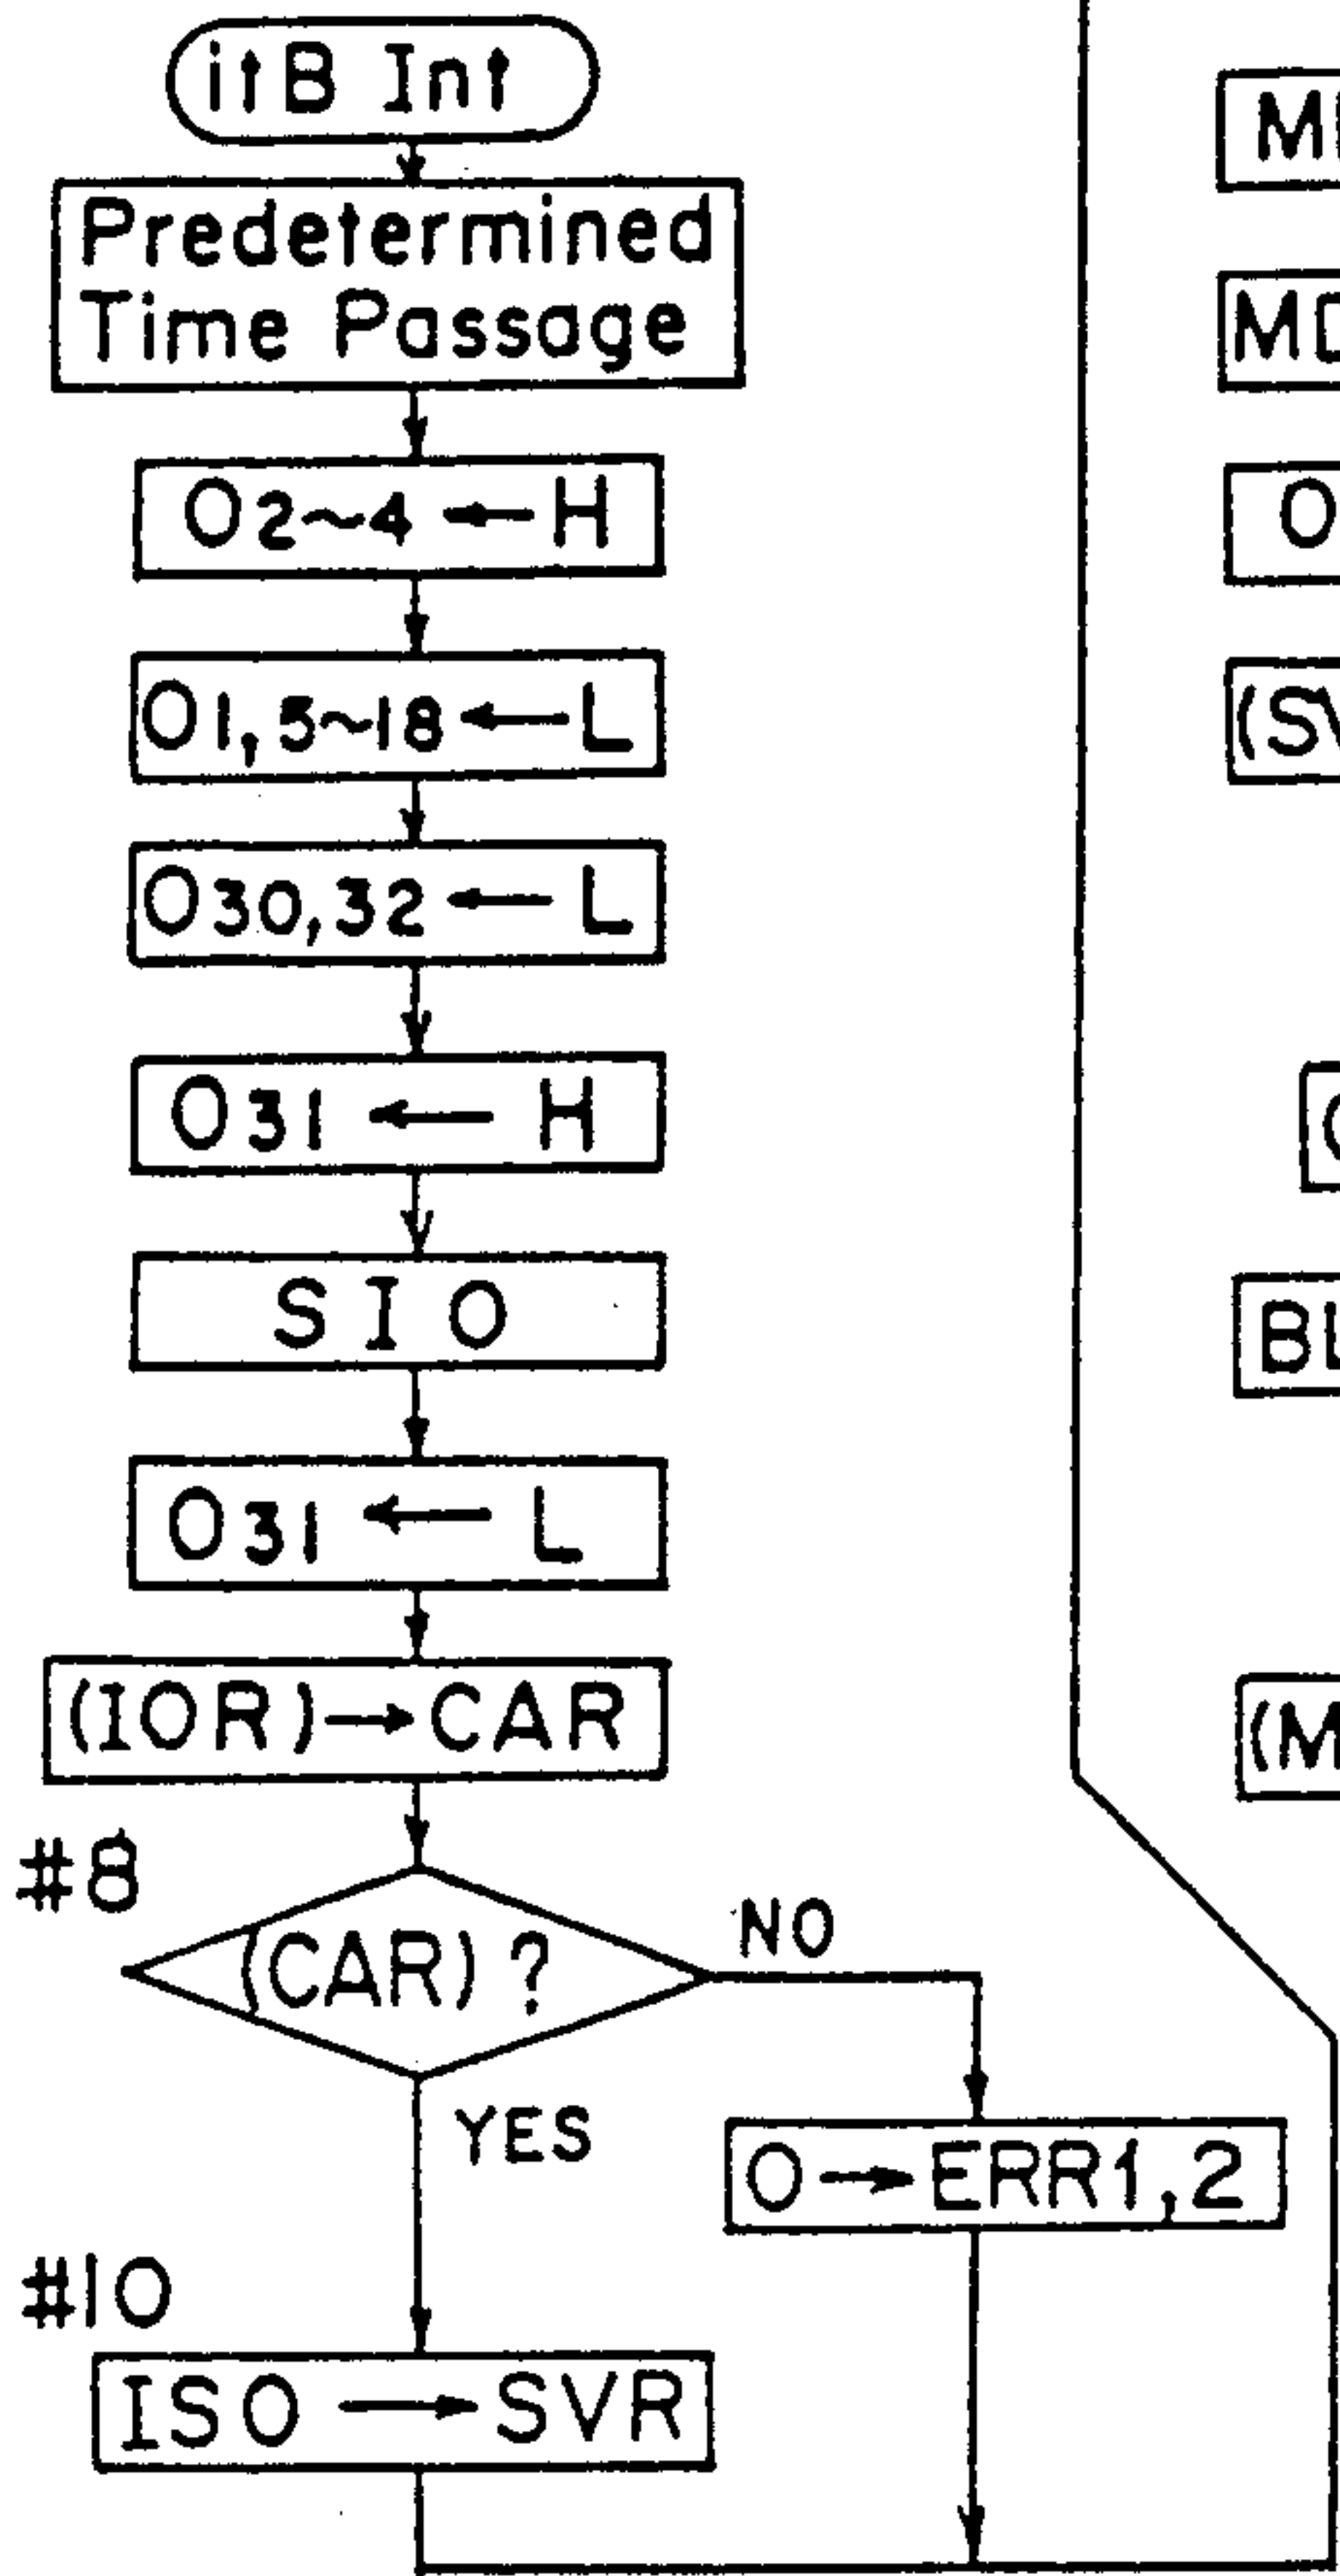 itB Int
Predetermined
Time Passage
O2~4 ← H
O1,5~18 ← L
O30,32 ← L
O31 ← H
SIO
O31 ← L
(IOR) → CAR
#8
(CAR)?
NO
YES
O → ERR1,2
#10
ISO → SVR
O
(SV
(M